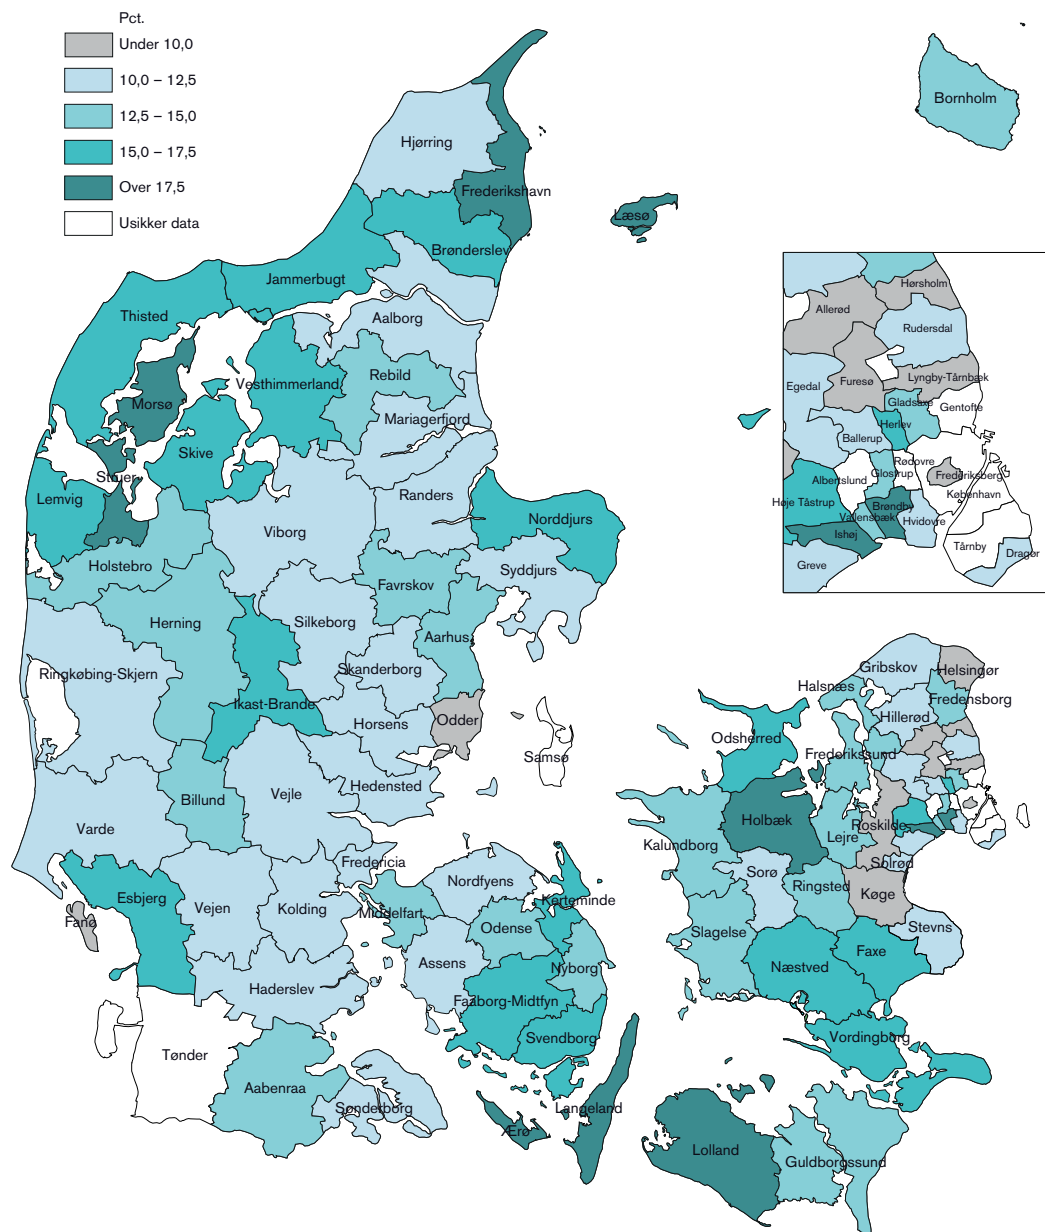 Pct.
Under 10,0
10,0 – 12,5
12,5 – 15,0
15,0 – 17,5
Over 17,5
Usikker data
Bornholm
Hjørring
Frederikshavn
Læsø
Brønderslev
Jammerbugt
Thisted
Aalborg
Vesthimmerland
Rebild
Morsø
Mariagerfjord
Skive
Struer
Lemvig
Randers
Norddjurs
Viborg
Holstebro
Syddjurs
Favrskov
Herning
Silkeborg
Aarhus
Ringkøbing-Skjern
Skanderborg
Ikast-Brande
Horsens
Odder
Samsø
Hedensted
Billund
Vejle
Varde
Fredericia
Esbjerg
Vejen
Kolding
Fanø
Haderslev
Tønder
Aabenraa
Sønderborg
Nordfyens
Middelfart
Kerteminde
Odense
Assens
Nyborg
Faaborg-Midtfyn
Svendborg
Langeland
Ærø
Hørsholm
Allerød
Rudersdal
Egedal
Furesø
Lyngby-Tårnbæk
Gladsaxe
Gentofte
Herlev
Ballerup
Rødovre
Glostrup
Frederiksberg
Albertslund
København
Høje Tåstrup
Brøndby
Vallensbæk
Hvidovre
Ishøj
Tårnby
Dragør
Greve
Gribskov
Helsingør
Halsnæs
Fredensborg
Hillerød
Odsherred
Frederikssund
Holbæk
Roskilde
Lejre
Kalundborg
Solrød
Sorø
Ringsted
Køge
Stevns
Slagelse
Næstved
Faxe
Vordingborg
Lolland
Guldborgssund